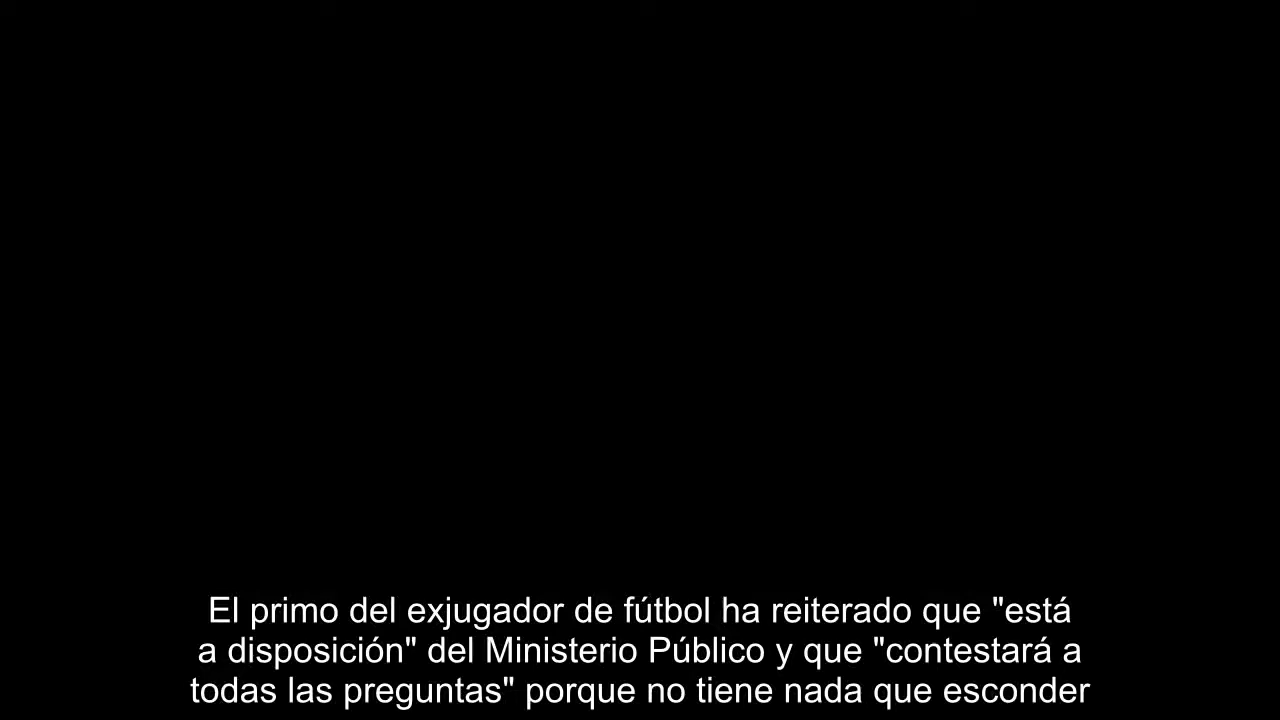 El primo del exjugador de fútbol ha reiterado que "está
a disposición" del Ministerio Público y que "contestará a
todas las preguntas" porque no tiene nada que esconder